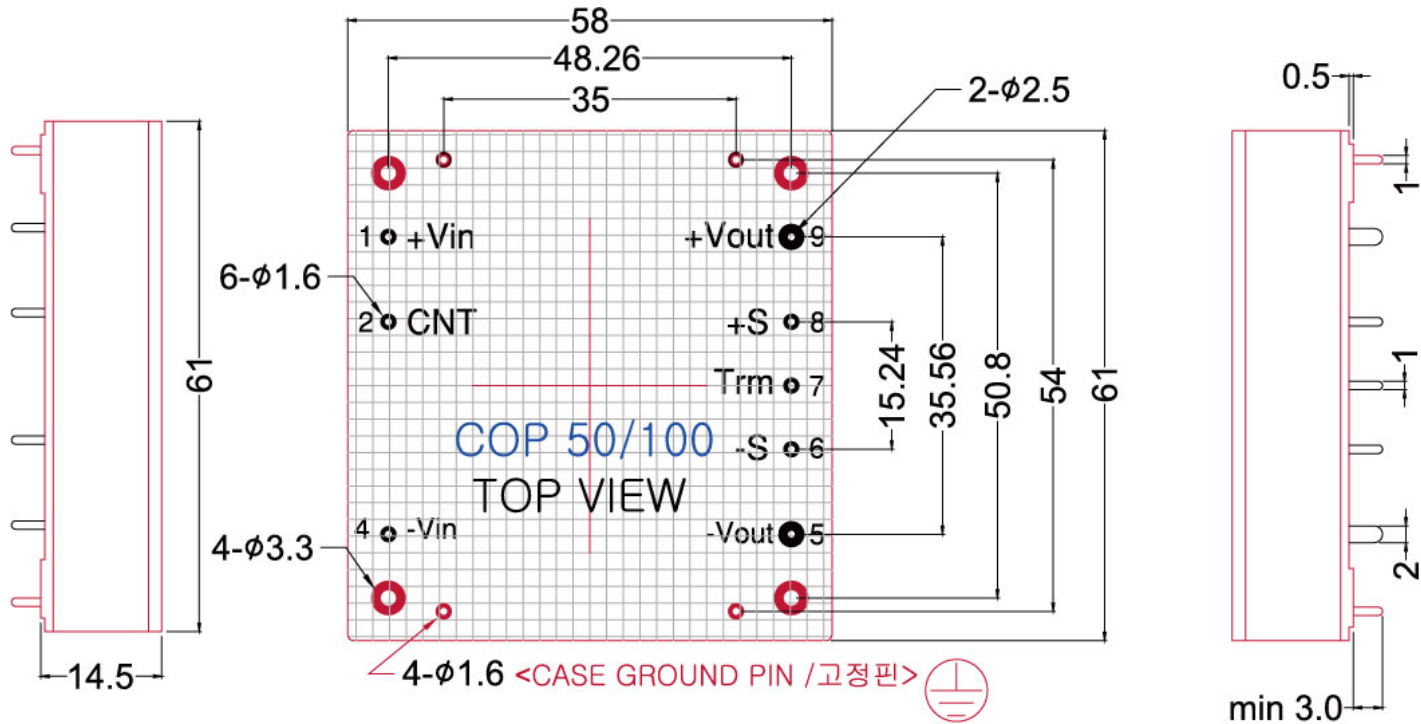 58
48.26
35
2-ϕ2.5
0.5
1
1 +Vin
+Vout 9
6-ϕ1.6
2 CNT
+S 8
61
Trm 7
15.24
35.56
50.8
54
61
1
COP 50/100
-S 6
TOP VIEW
4 -Vin
-Vout 5
4-ϕ3.3
2
14.5
4-ϕ1.6 <CASE GROUND PIN /고정핀>
min 3.0